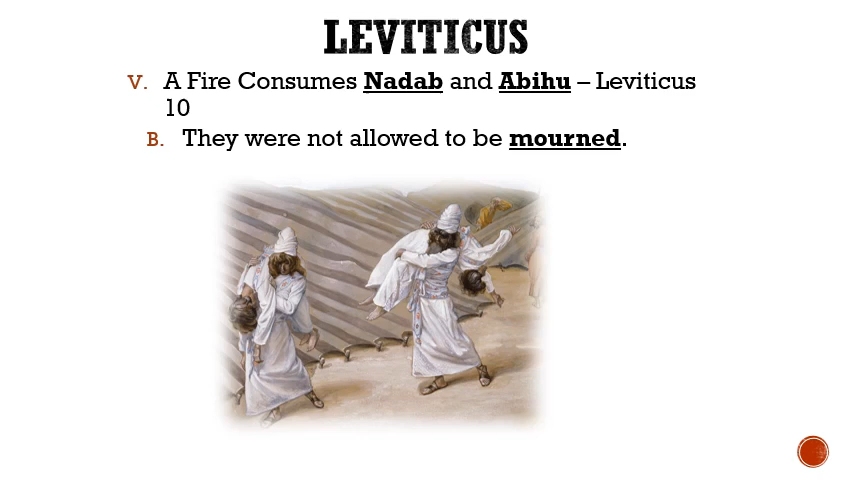 LEVITICUS
V. A Fire Consumes Nadab and Abihu – Leviticus
10
B. They were not allowed to be mourned.